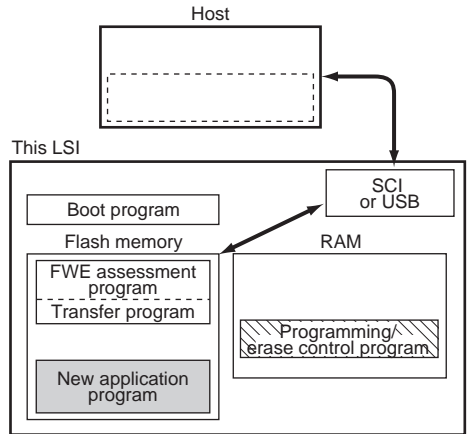 Host
This LSI
SCI
or USB
Boot program
Flash memory
RAM
FWE assessment
program
Transfer program
Programming/
erase control program
New application
program